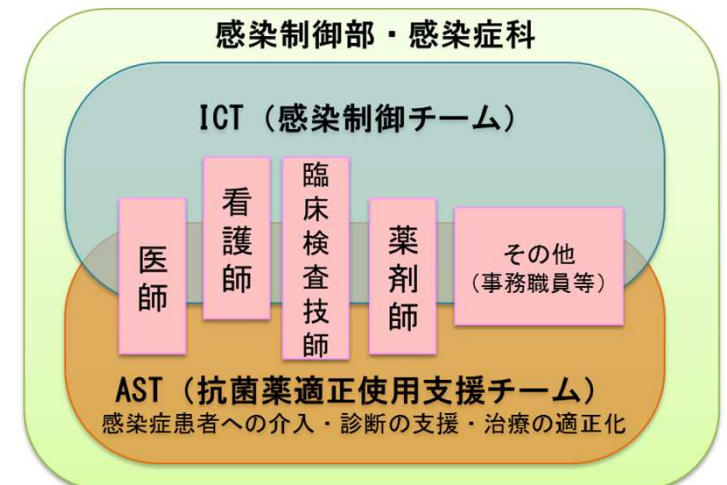 感染制御部・感染症科
ICT（感染制御チーム）
医師
看護師
臨床検査技師
薬剤師
その他
（事務職員等）
AST（抗菌薬適正使用支援チーム）
感染症患者への介入・診断の支援・治療の適正化